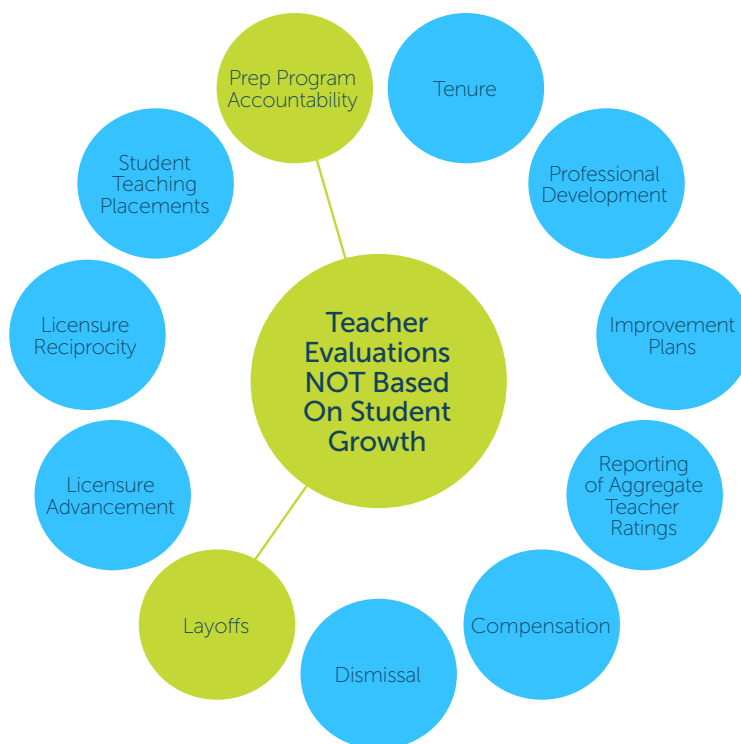 Prep Program
Accountability
Tenure
Student
Teaching
Placements
Professional
Development
Licensure
Reciprocity
Teacher
Evaluations
NOT Based
On Student
Growth
Improvement
Plans
Licensure
Advancement
Reporting
of Aggregate
Teacher
Ratings
Layoffs
Compensation
Dismissal